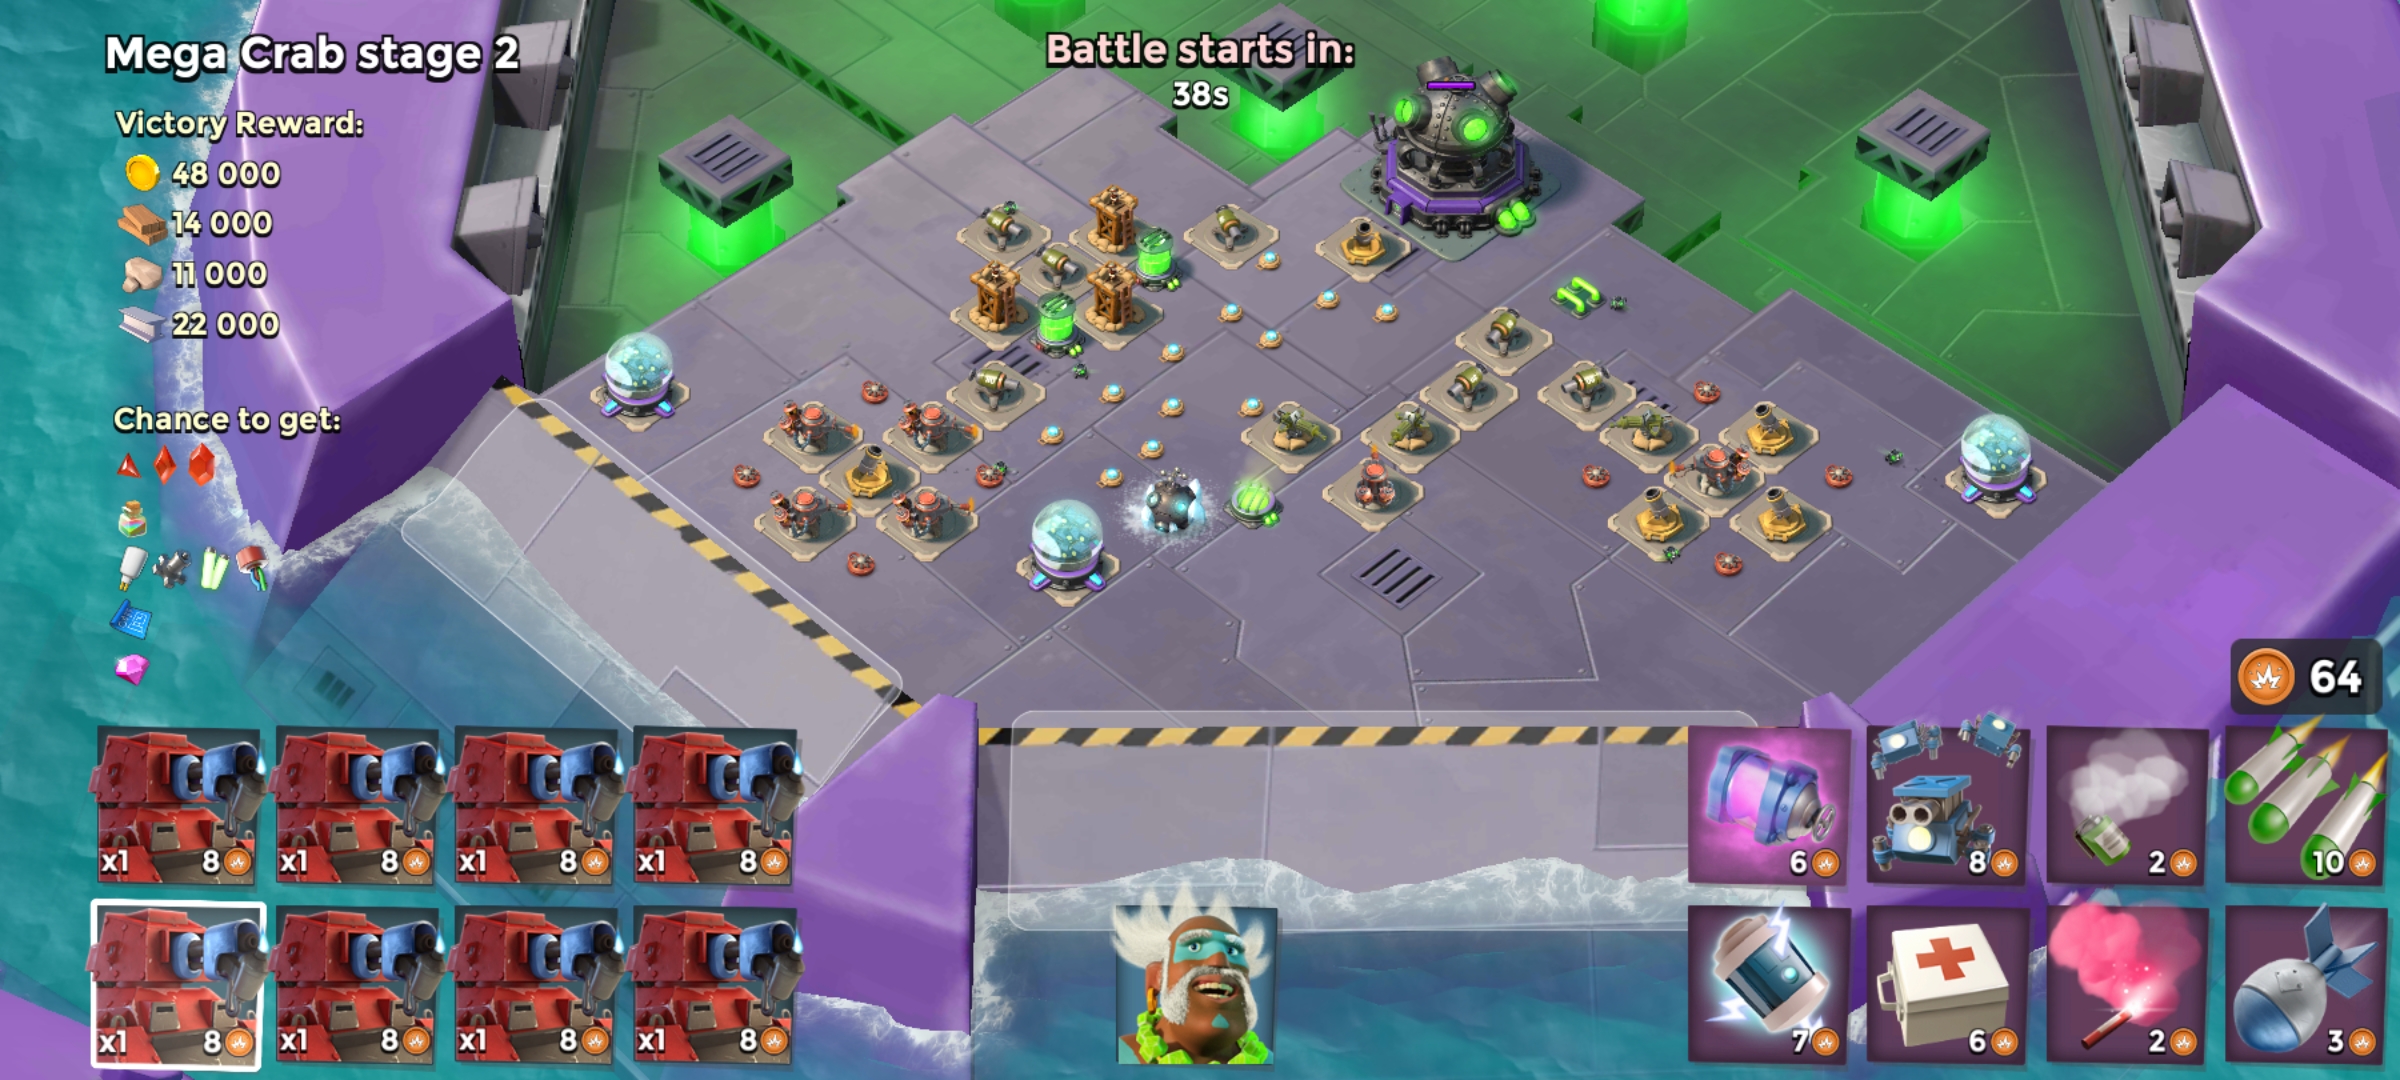 Mega Crab stage 2
Battle starts in:
38s
Victory Reward:
48 000
14 000
11 000
22 000
Chance to get:
64
x1 8
x1 8
x1 8
x1 8
6
8
2
10
x1 8
x1 8
x1 8
x1 8
7
6
2
3